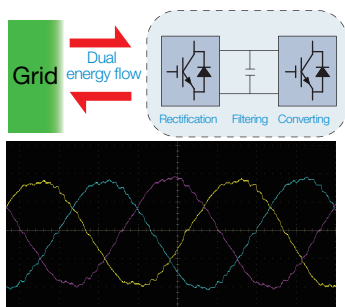 Grid
Dual
energy flow
Rectification
Filtering
Converting